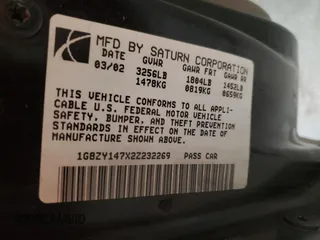 MFD BY SATURN CORPORATION
DATE GVWR GAWR FRT GAWR RR
03/02 3256LB 1804LB 1452LB
1478KG 0819KG 0659KG
THIS VEHICLE CONFORMS TO ALL APPLI-
CABLE U.S. FEDERAL MOTOR VEHICLE
SAFETY, BUMPER, AND THEFT PREVENTION
STANDARDS IN EFFECT ON THE DATE OF
MANUFACTURE SHOWN ABOVE.
1G8ZY147X2Z232269 PASS CAR